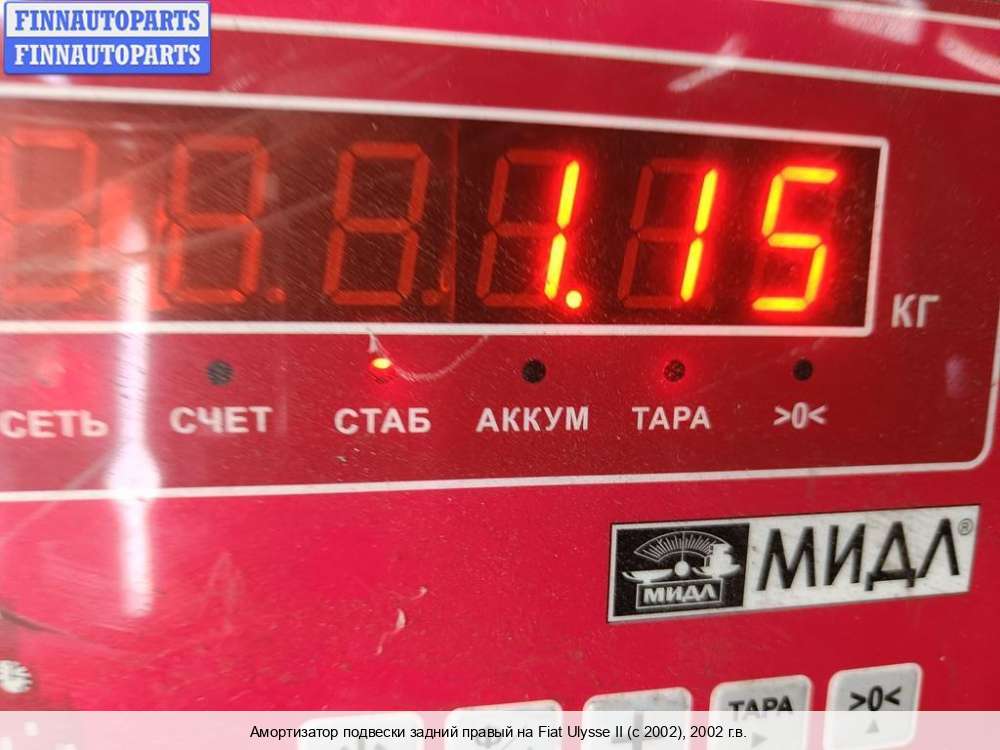 FINNAUTOPARTS
FINNAUTOPARTS
1.15
КГ
СЕТЬ СЧЕТ СТАБ АККУМ ТАРА >0<
МИДЛ МИДЛ®
ТАРА >0<
Амортизатор подвески задний правый на Fiat Ulysse II (с 2002), 2002 г.в.